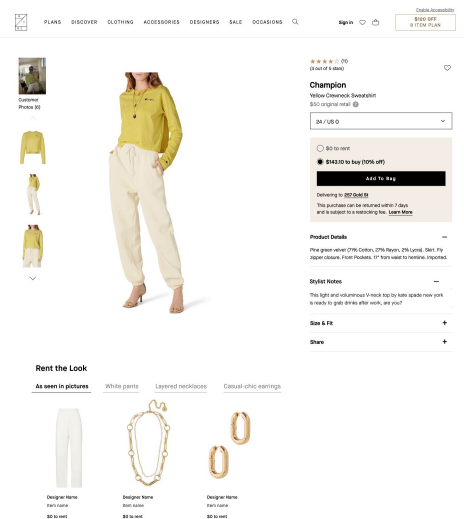 Enable Accessibility
PLANS DISCOVER CLOTHING ACCESSORIES DESIGNERS SALE OCCASIONS
Sign in
$120 OFF
8 ITEM PLAN
Customer
Photos (6)
(11)
(4 out of 5 stars)
Champion
Yellow Crewneck Sweatshirt
$50 original retail ?
24 / US 0
$0 to rent
$143.10 to buy (10% off)
Add To Bag
Delivering to 257 Gold St
This purchase can be returned within 7 days
and is subject to a restocking fee. Learn More
Product Details
Pine green velvet (71% Cotton, 27% Rayon, 2% Lycra). Skirt. Fly
zipper closure. Front Pockets. 17" from waist to hemline. Imported.
Stylist Notes
This light and voluminous V-neck top by kate spade new york
is ready to grab drinks after work, are you?
Size & Fit
Share
Rent the Look
As seen in pictures White pants Layered necklaces Casual-chic earrings
Designer Name Designer Name Designer Name
Item name Item name Item name
$0 to rent $0 to rent $0 to rent